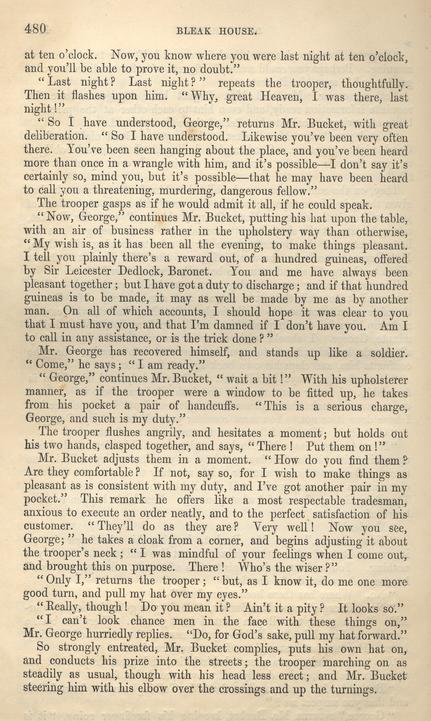 480
BLEAK HOUSE.
at ten o'clock. Now, you know where you were last night at ten o'clock,
and you'll be able to prove it, no doubt."
"Last night? Last night?" repeats the trooper, thoughtfully.
Then it flashes upon him. "Why, great Heaven, I was there, last
night!"
"So I have understood, George," returns Mr. Bucket, with great
deliberation. "So I have understood. Likewise you've been very often
there. You've been seen hanging about the place, and you've been heard
more than once in a wrangle with him, and it's possible—I don't say it's
certainly so, mind you, but it's possible—that he may have been heard
to call you a threatening, murdering, dangerous fellow."
The trooper gasps as if he would admit it all, if he could speak.
"Now, George," continues Mr. Bucket, putting his hat upon the table,
with an air of business rather in the upholstery way than otherwise,
"My wish is, as it has been all the evening, to make things pleasant.
I tell you plainly there's a reward out, of a hundred guineas, offered
by Sir Leicester Dedlock, Baronet. You and me have always been
pleasant together; but I have got a duty to discharge; and if that hundred
guineas is to be made, it may as well be made by me as by another
man. On all of which accounts, I should hope it was clear to you
that I must have you, and that I'm damned if I don't have you. Am I
to call in any assistance, or is the trick done?"
Mr. George has recovered himself, and stands up like a soldier.
"Come," he says; "I am ready."
"George," continues Mr. Bucket, "wait a bit!" With his upholsterer
manner, as if the trooper were a window to be fitted up, he takes
from his pocket a pair of handcuffs. "This is a serious charge,
George, and such is my duty."
The trooper flushes angrily, and hesitates a moment; but holds out
his two hands, clasped together, and says, "There! Put them on!"
Mr. Bucket adjusts them in a moment. "How do you find them?
Are they comfortable? If not, say so, for I wish to make things as
pleasant as is consistent with my duty, and I've got another pair in my
pocket." This remark he offers like a most respectable tradesman,
anxious to execute an order neatly, and to the perfect satisfaction of his
customer. "They'll do as they are? Very well! Now you see,
George;" he takes a cloak from a corner, and begins adjusting it about
the trooper's neck; "I was mindful of your feelings when I come out,
and brought this on purpose. There! Who's the wiser?"
"Only I," returns the trooper; "but, as I know it, do me one more
good turn, and pull my hat over my eyes."
"Really, though! Do you mean it? Ain't it a pity? It looks so."
"I can't look chance men in the face with these things on,"
Mr. George hurriedly replies. "Do, for God's sake, pull my hat forward."
So strongly entreated, Mr. Bucket complies, puts his own hat on,
and conducts his prize into the streets; the trooper marching on as
steadily as usual, though with his head less erect; and Mr. Bucket
steering him with his elbow over the crossings and up the turnings.